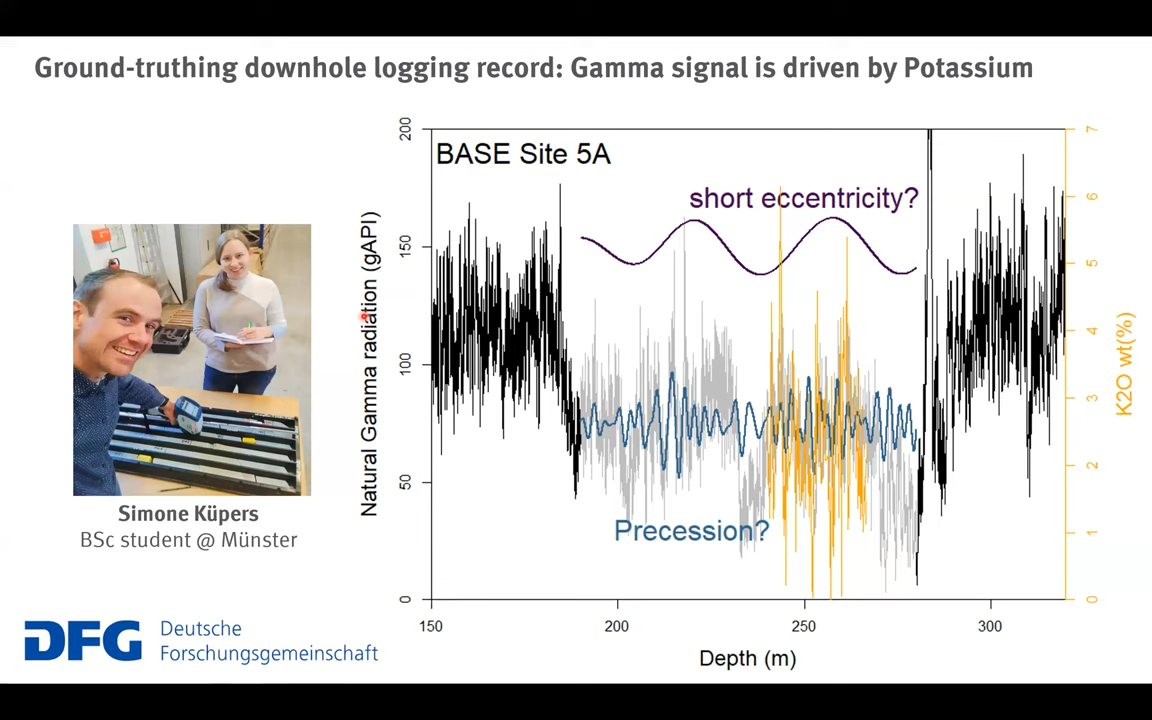 Ground-truthing downhole logging record: Gamma signal is driven by Potassium
BASE Site 5A
short eccentricity?
Precession?
Natural Gamma radiation (gAPI)
0
50
100
150
200
K2O wt(%)
0
1
2
3
4
5
6
7
150
200
250
300
Depth (m)
Simone Küpers
BSc student @ Münster
DFG
Deutsche
Forschungsgemeinschaft